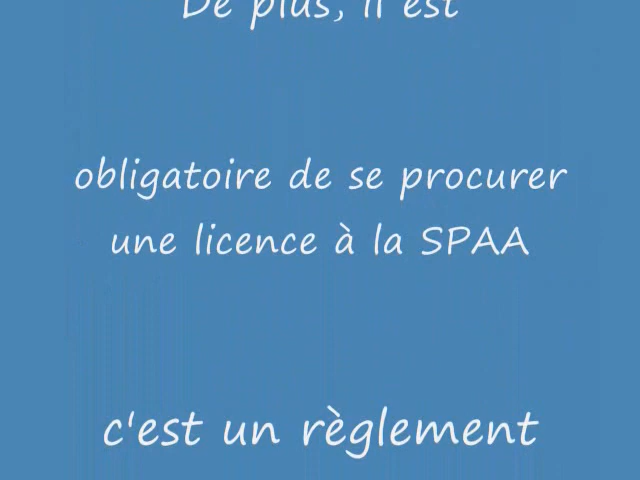 De plus, il est
obligatoire de se procurer
une licence à la SPAA
c'est un règlement